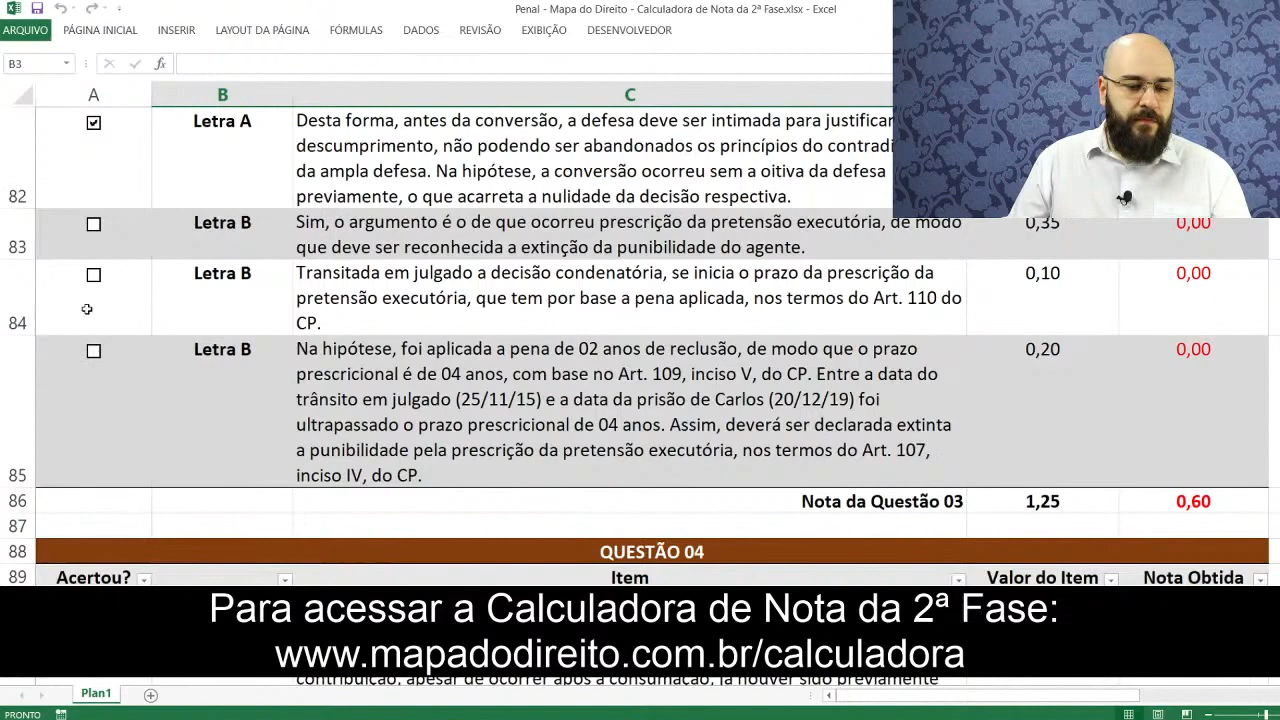 Penal - Mapa do Direito - Calculadora de Nota da 2ª Fase.xlsx - Excel
ARQUIVO PÁGINA INICIAL INSERIR LAYOUT DA PÁGINA FÓRMULAS DADOS REVISÃO EXIBIÇÃO DESENVOLVEDOR
B3 fx
A B C
82 Letra A Desta forma, antes da conversão, a defesa deve ser intimada para justificar
descumprimento, não podendo ser abandonados os princípios do
da ampla defesa. Na hipótese, a conversão ocorreu sem a oitiva da defesa
previamente, o que acarreta a nulidade da decisão respectiva.
83 Letra B Sim, o argumento é o de que ocorreu prescrição da pretensão executória, de modo 0,35 0,00
que deve ser reconhecida a extinção da punibilidade do agente.
84 Letra B Transitada em julgado a decisão condenatória, se inicia o prazo da prescrição da 0,10 0,00
pretensão executória, que tem por base a pena aplicada, nos termos do Art. 110 do
CP.
85 Letra B Na hipótese, foi aplicada a pena de 02 anos de reclusão, de modo que o prazo 0,20 0,00
prescricional é de 04 anos, com base no Art. 109, inciso V, do CP. Entre a data do
trânsito em julgado (25/11/15) e a data da prisão de Carlos (20/12/19) foi
ultrapassado o prazo prescricional de 04 anos. Assim, deverá ser declarada extinta
a punibilidade pela prescrição da pretensão executória, nos termos do Art. 107,
inciso IV, do CP.
86 Nota da Questão 03 1,25 0,60
87
88 QUESTÃO 04
89 Acertou? Item Valor do Item Nota Obtida
Para acessar a Calculadora de Nota da 2ª Fase:
www.mapadodireito.com.br/calculadora
contribuição, apesar de ocorrer após a consumação, já houver sido previamente
Plan1
PRONTO